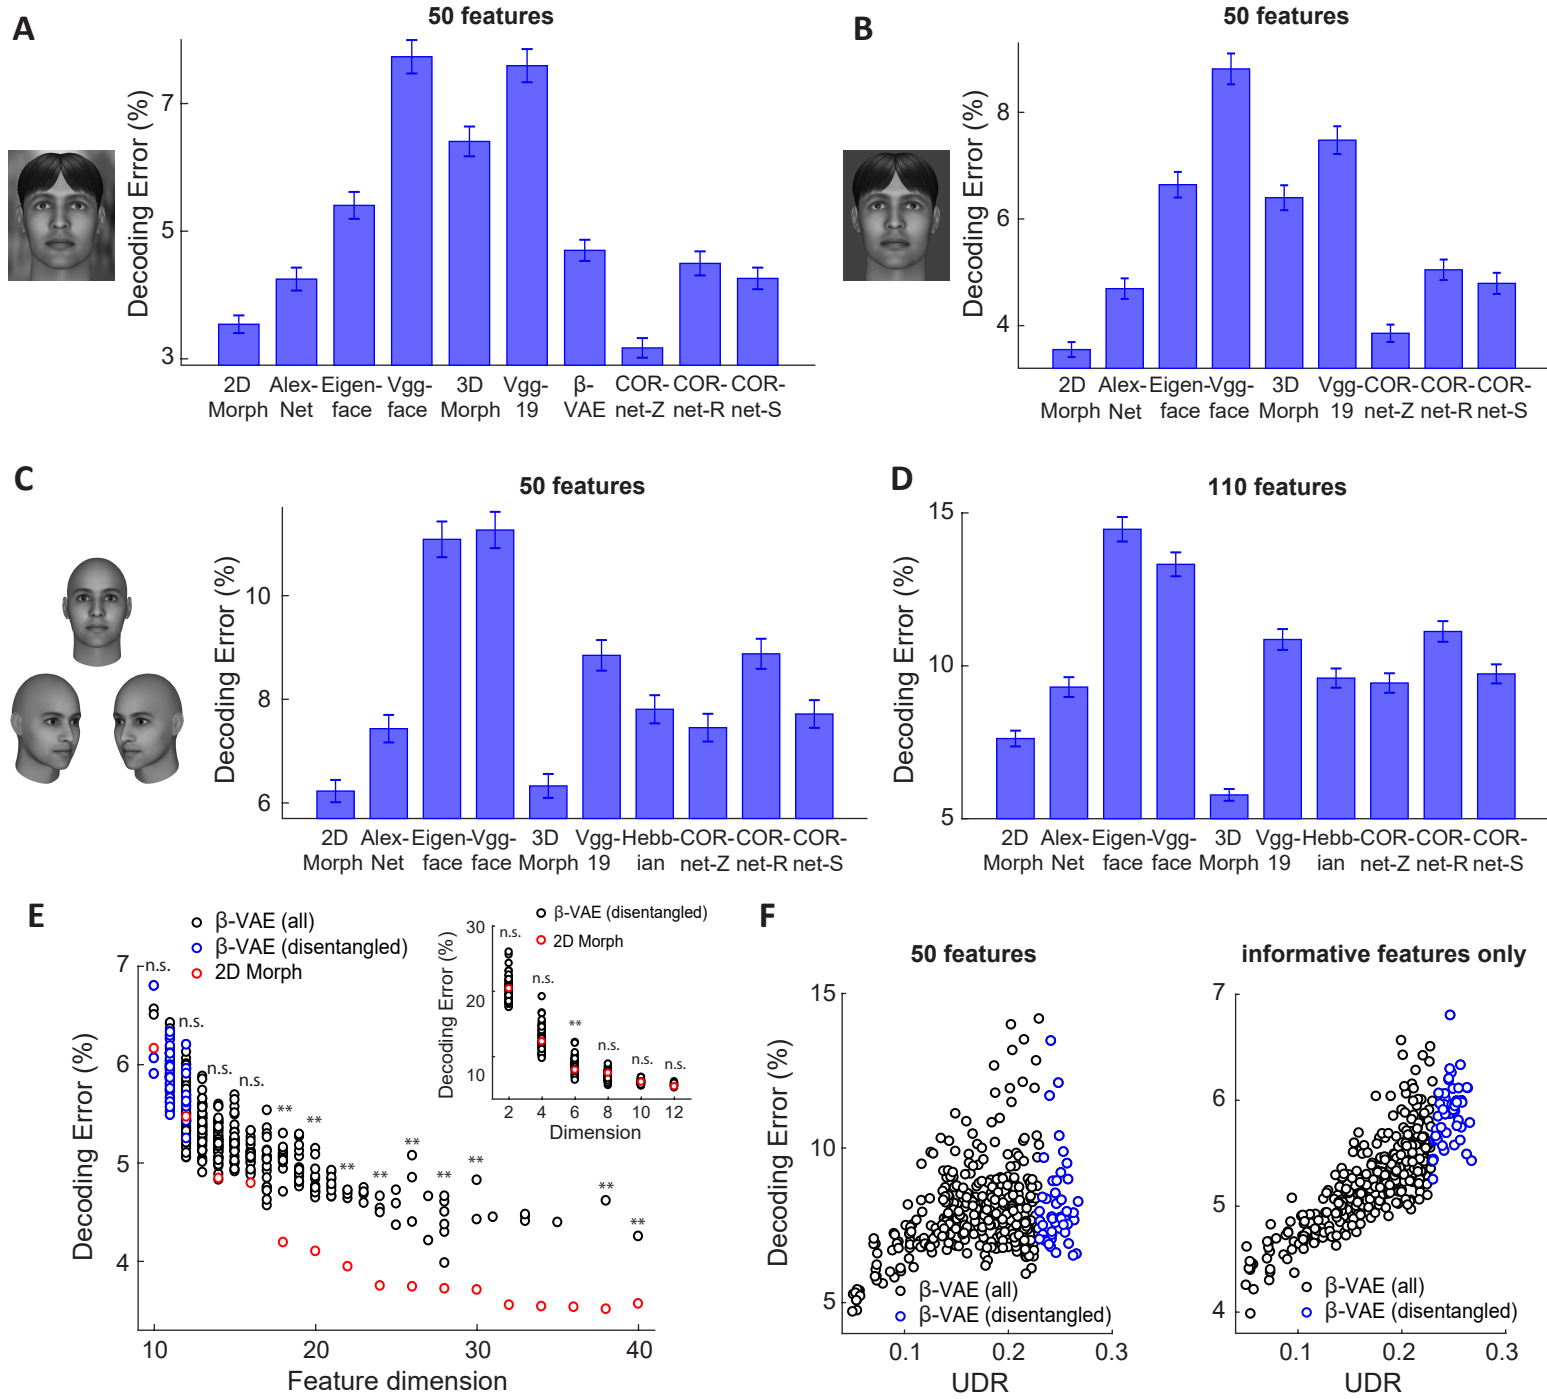 A
50 features
Decoding Error (%)
7
5
3
2D Morph
Alex-Net
Eigen-face
Vgg-face
3D Morph
Vgg-19
β-VAE
COR-net-Z
COR-net-R
COR-net-S
B
50 features
Decoding Error (%)
8
6
4
2D Morph
Alex-Net
Eigen-face
Vgg-face
3D Morph
Vgg-19
COR-net-Z
COR-net-R
COR-net-S
C
50 features
Decoding Error (%)
10
8
6
2D Morph
Alex-Net
Eigen-face
Vgg-face
3D Morph
Vgg-19
Hebb-ian
COR-net-Z
COR-net-R
COR-net-S
D
110 features
Decoding Error (%)
15
10
5
2D Morph
Alex-Net
Eigen-face
Vgg-face
3D Morph
Vgg-19
Hebb-ian
COR-net-Z
COR-net-R
COR-net-S
E
β-VAE (all)
β-VAE (disentangled)
2D Morph
Decoding Error (%)
7
6
5
4
n.s.
n.s.
n.s.
n.s.
**
**
**
**
**
**
**
**
**
10
20
30
40
Feature dimension
β-VAE (disentangled)
2D Morph
Decoding Error (%)
30
20
10
n.s.
n.s.
**
n.s.
n.s.
n.s.
2
4
6
8
10
12
Dimension
F
50 features
Decoding Error (%)
15
10
5
β-VAE (all)
β-VAE (disentangled)
0.1
0.2
0.3
UDR
informative features only
7
6
5
4
β-VAE (all)
β-VAE (disentangled)
0.1
0.2
0.3
UDR